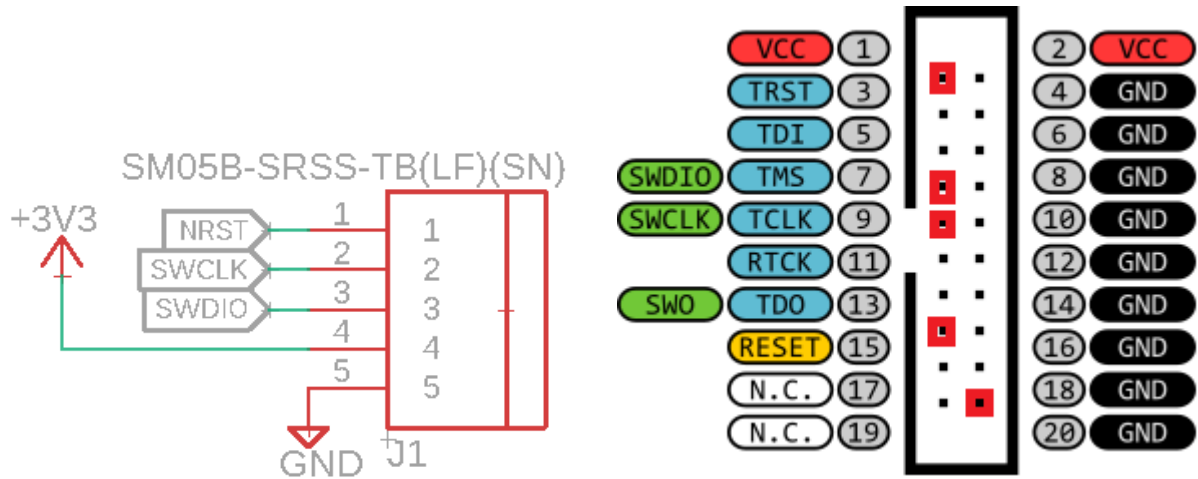 SM05B-SRSS-TB(LF)(SN)
+3V3
NRST 1 1
SWCLK 2 2
SWDIO 3 3
4 4
5 5
GND
J1
VCC 1 2 VCC
TRST 3 4 GND
TDI 5 6 GND
SWDIO TMS 7 8 GND
SWCLK TCLK 9 10 GND
RTCK 11 12 GND
SWO TDO 13 14 GND
RESET 15 16 GND
N.C. 17 18 GND
N.C. 19 20 GND